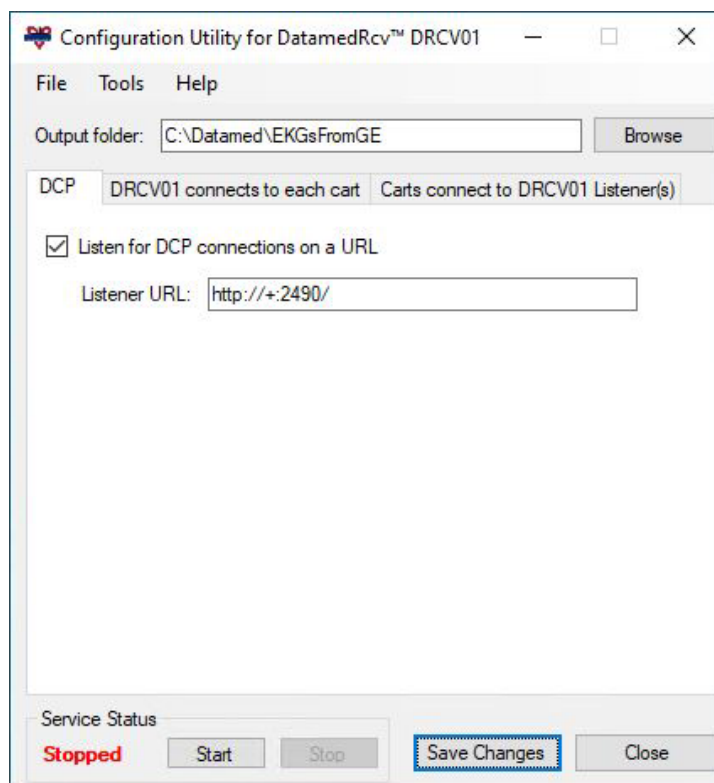 Configuration Utility for DatamedRcv™ DRCV01
File Tools Help
Output folder: C:\Datamed\EKGsFromGE Browse
DCP DRCV01 connects to each cart Carts connect to DRCV01 Listener(s)
Listen for DCP connections on a URL
Listener URL: http://+:2490/
Service Status
Stopped Start Stop Save Changes Close